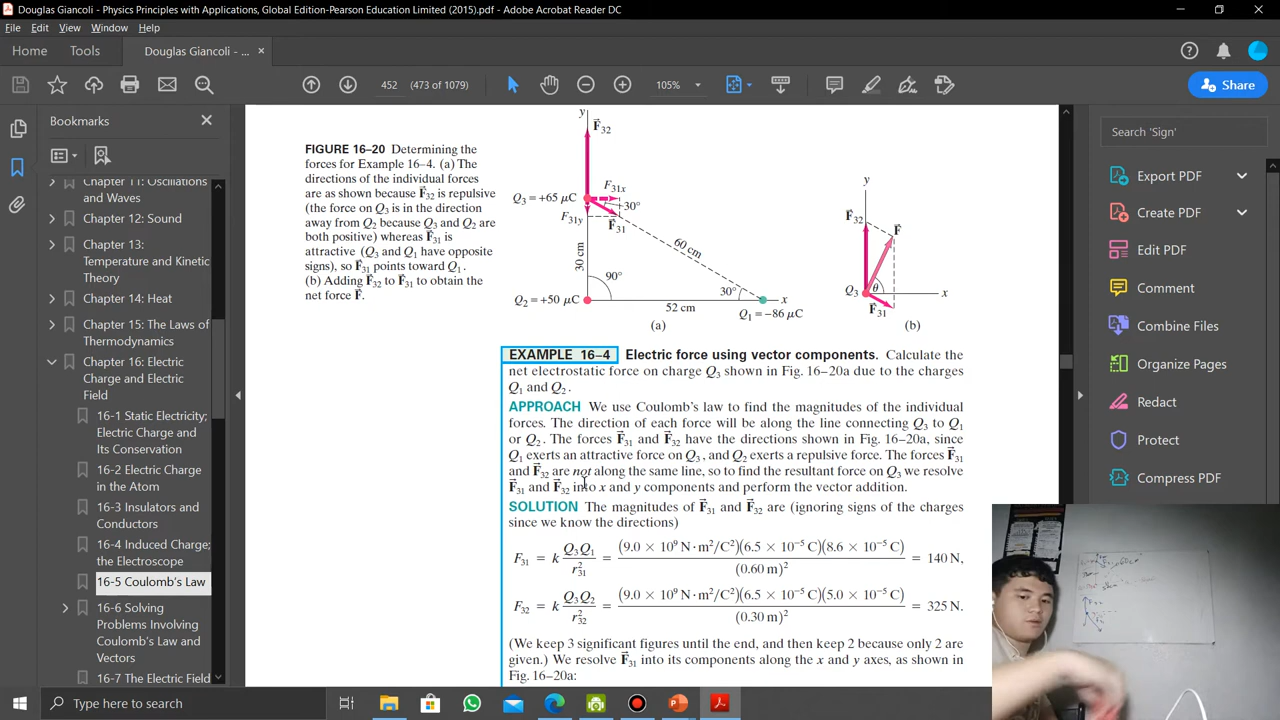 Douglas Giancoli - Physics Principles with Applications, Global Edition-Pearson Education Limited (2015).pdf - Adobe Acrobat Reader DC
File Edit View Window Help
Home Tools Douglas Giancoli - ... ×
452 (473 of 1079) 105% Share
Bookmarks
Chapter 11: Oscillations
and Waves
Chapter 12: Sound
Chapter 13:
Temperature and Kinetic
Theory
Chapter 14: Heat
Chapter 15: The Laws of
Thermodynamics
Chapter 16: Electric
Charge and Electric
Field
16-1 Static Electricity;
Electric Charge and
Its Conservation
16-2 Electric Charge
in the Atom
16-3 Insulators and
Conductors
16-4 Induced Charge;
the Electroscope
16-5 Coulomb's Law
16-6 Solving
Problems Involving
Coulomb's Law and
Vectors
16-7 The Electric Field
FIGURE 16–20 Determining the
forces for Example 16–4. (a) The
directions of the individual forces
are as shown because F⃗32 is repulsive
(the force on Q3 is in the direction
away from Q2 because Q3 and Q2 are
both positive) whereas F⃗31 is
attractive (Q3 and Q1 have opposite
signs), so F⃗31 points toward Q1.
(b) Adding F⃗32 to F⃗31 to obtain the
net force F⃗.
y
F⃗32
F31x
Q3 = +65 μC
30°
F31y
F⃗31
60 cm
30 cm
90°
30°
Q2 = +50 μC
x
52 cm
Q1 = −86 μC
(a)
y
F⃗32
F⃗
Q3
θ
x
F⃗31
(b)
EXAMPLE 16–4 Electric force using vector components. Calculate the
net electrostatic force on charge Q3 shown in Fig. 16–20a due to the charges
Q1 and Q2.
APPROACH We use Coulomb's law to find the magnitudes of the individual
forces. The direction of each force will be along the line connecting Q3 to Q1
or Q2. The forces F⃗31 and F⃗32 have the directions shown in Fig. 16–20a, since
Q1 exerts an attractive force on Q3, and Q2 exerts a repulsive force. The forces F⃗31
and F⃗32 are not along the same line, so to find the resultant force on Q3 we resolve
F⃗31 and F⃗32 into x and y components and perform the vector addition.
SOLUTION The magnitudes of F⃗31 and F⃗32 are (ignoring signs of the charges
since we know the directions)
F31 = k Q3Q1 / r²31 = (9.0 × 10⁹ N·m²/C²)(6.5 × 10⁻⁵ C)(8.6 × 10⁻⁵ C) / (0.60 m)² = 140 N,
F32 = k Q3Q2 / r²32 = (9.0 × 10⁹ N·m²/C²)(6.5 × 10⁻⁵ C)(5.0 × 10⁻⁵ C) / (0.30 m)² = 325 N.
(We keep 3 significant figures until the end, and then keep 2 because only 2 are
given.) We resolve F⃗31 into its components along the x and y axes, as shown in
Fig. 16–20a:
Search 'Sign'
Export PDF
Create PDF
Edit PDF
Comment
Combine Files
Organize Pages
Redact
Protect
Compress PDF
Type here to search